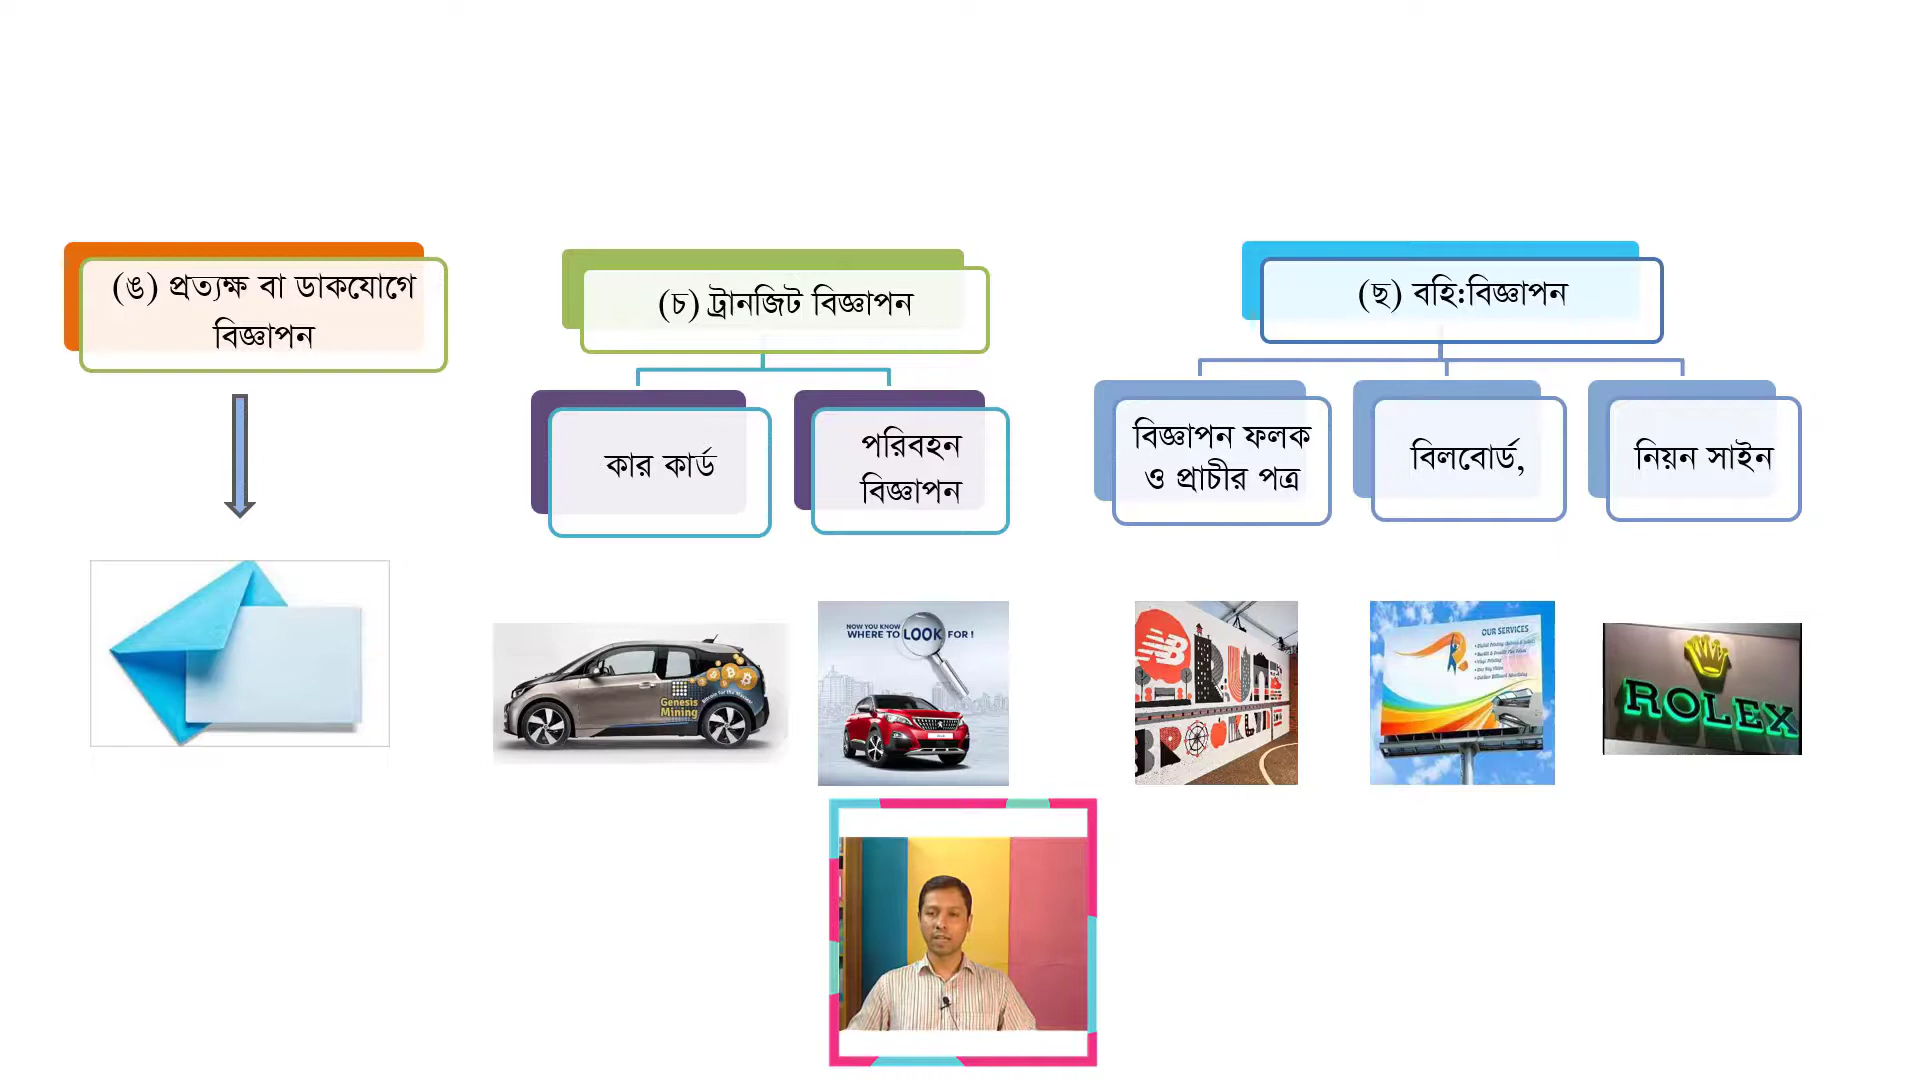 (ঙ) প্রত্যক্ষ বা ডাকযোগে
বিজ্ঞাপন
(চ) ট্রানজিট বিজ্ঞাপন
(ছ) বহি:বিজ্ঞাপন
কার কার্ড
পরিবহন
বিজ্ঞাপন
বিজ্ঞাপন ফলক
ও প্রাচীর পত্র
বিলবোর্ড,
নিয়ন সাইন
Genesis
Mining
NOW YOU KNOW
WHERE TO LOOK FOR !
OUR SERVICES
ROLEX